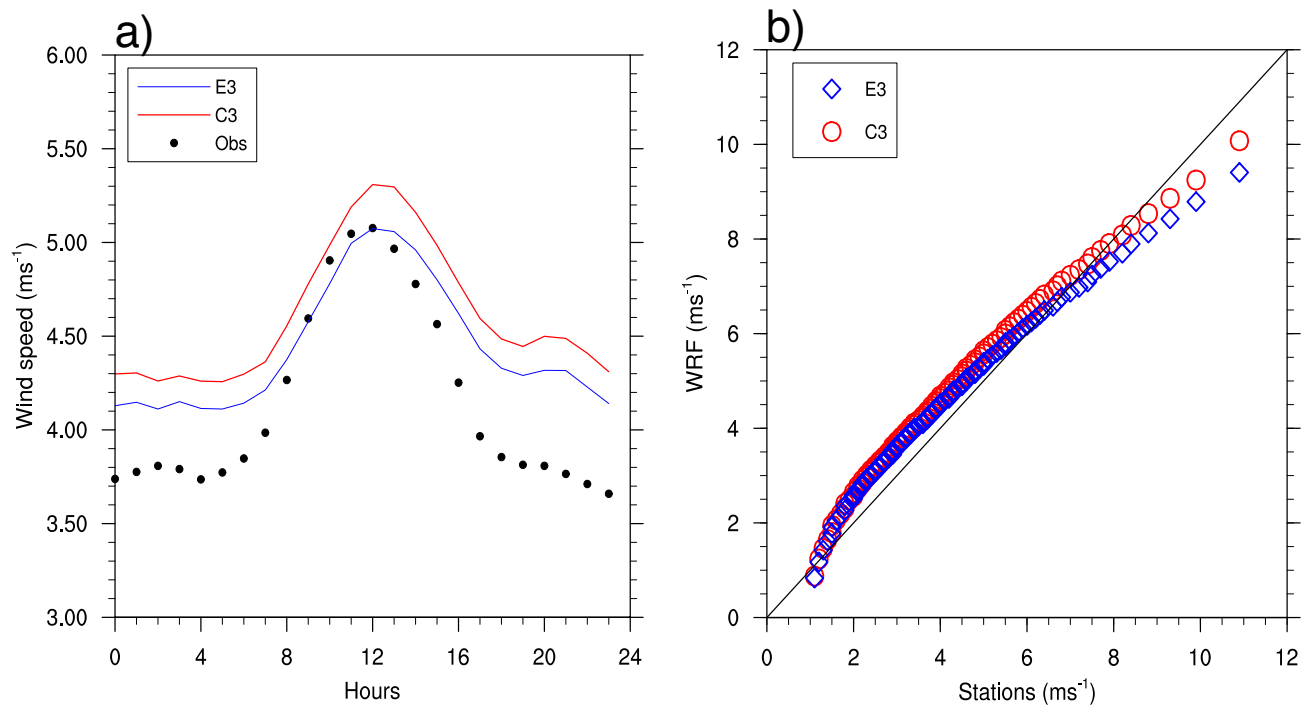 a)
6.00
5.50
5.00
4.50
4.00
3.50
3.00
Wind speed (ms⁻¹)
E3
C3
Obs
0 4 8 12 16 20 24
Hours
b)
12
10
8
6
4
2
0
WRF (ms⁻¹)
E3
C3
0 2 4 6 8 10 12
Stations (ms⁻¹)